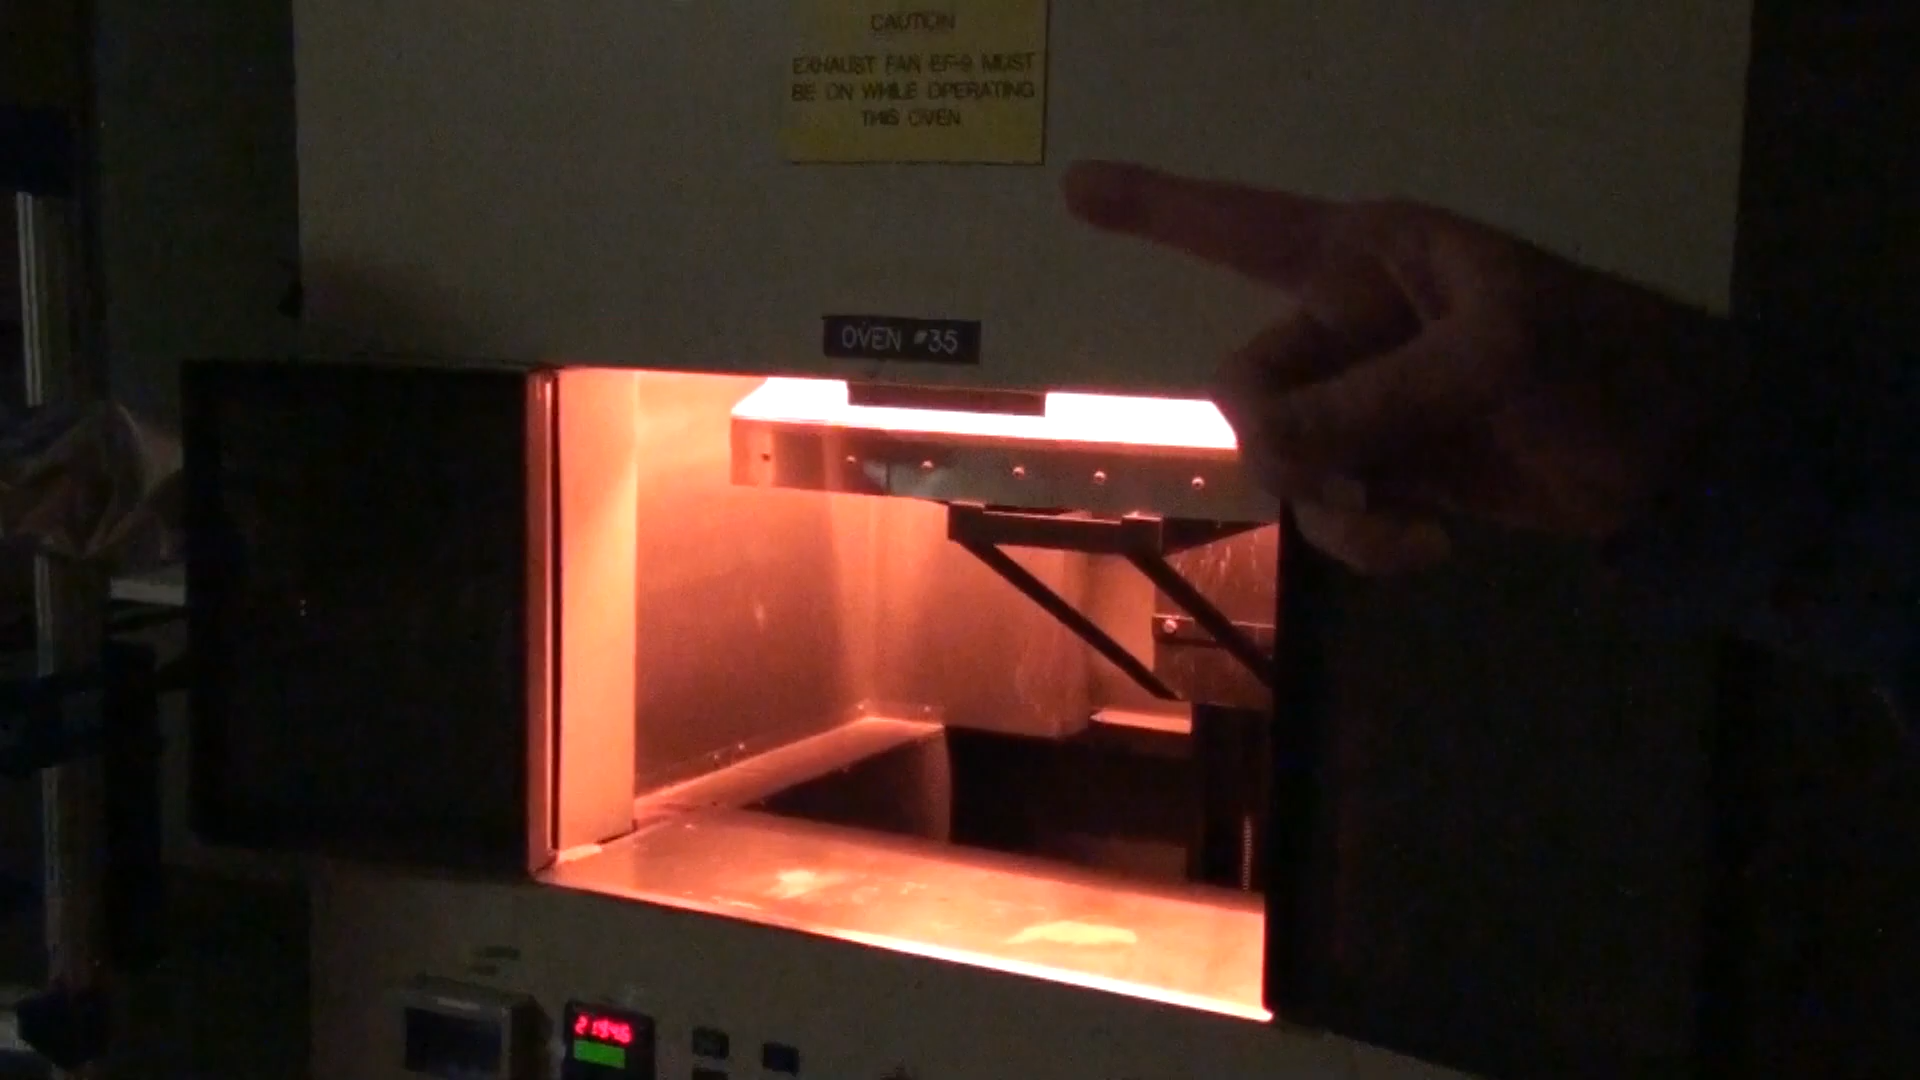 CAUTION
EXHAUST FAN EF-9 MUST
BE ON WHILE OPERATING
THIS OVEN
OVEN #35